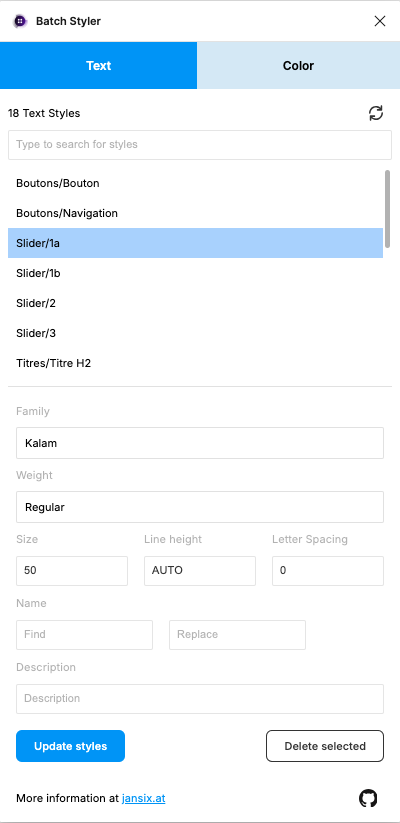 Batch Styler
Text Color
18 Text Styles
Type to search for styles
Boutons/Bouton
Boutons/Navigation
Slider/1a
Slider/1b
Slider/2
Slider/3
Titres/Titre H2
Family
Kalam
Weight
Regular
Size Line height Letter Spacing
50 AUTO 0
Name
Find Replace
Description
Description
Update styles Delete selected
More information at jansix.at